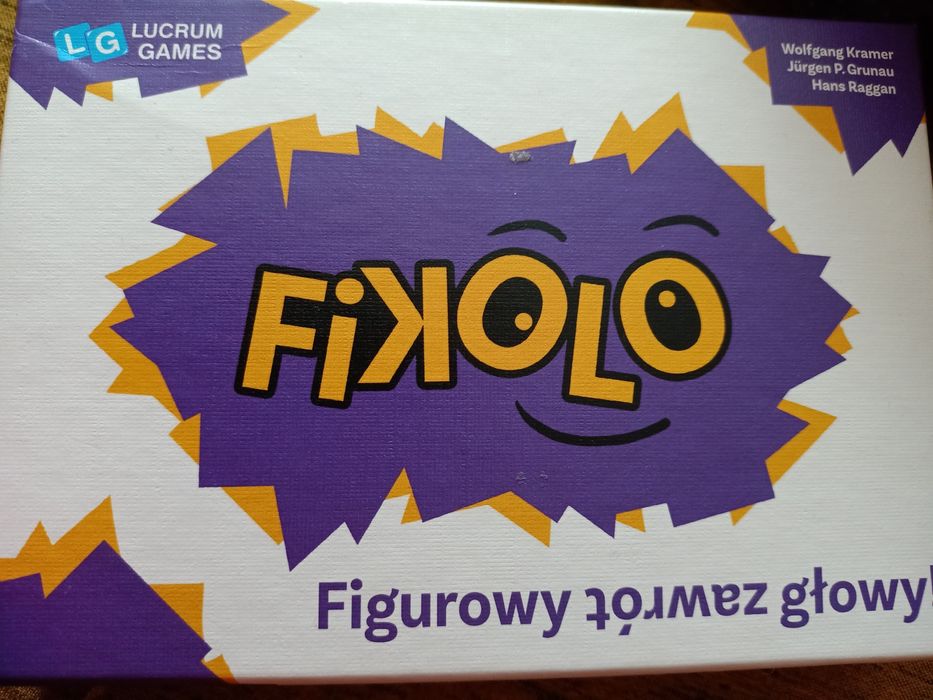 LG LUCRUM
GAMES
Wolfgang Kramer
Jürgen P. Grunau
Hans Raggan
FiKOLO
Figurowy zawrót głowy!